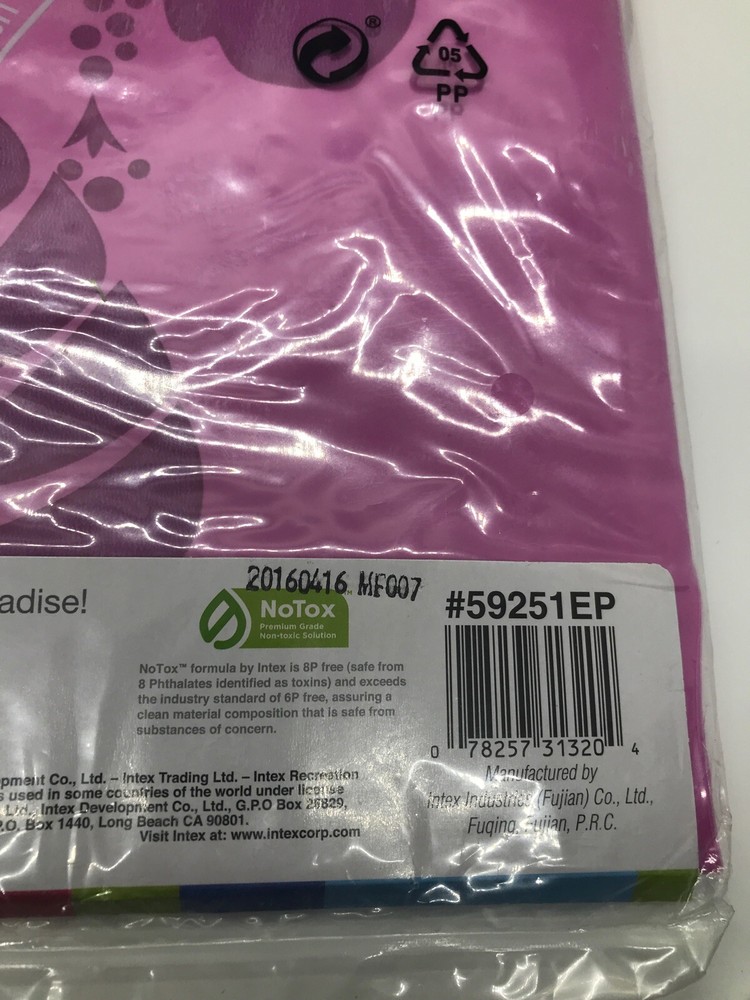 ®
05
PP
adise!
20160416 MF007
NoTox
Premium Grade
Non-toxic Solution
#59251EP
NoTox™ formula by Intex is 8P free (safe from
8 Phthalates identified as toxins) and exceeds
the industry standard of 6P free, assuring a
clean material composition that is safe from
substances of concern.
0 78257 31320 4
Manufactured by
Intex Industries (Fujian) Co., Ltd.,
Fuqing, Fujian, P.R.C.
pment Co., Ltd. – Intex Trading Ltd. – Intex Recreation
s used in some countries of the world under license
Ltd., Intex Development Co., Ltd., G.P.O Box 28829,
P.O. Box 1440, Long Beach CA 90801.
Visit Intex at: www.intexcorp.com